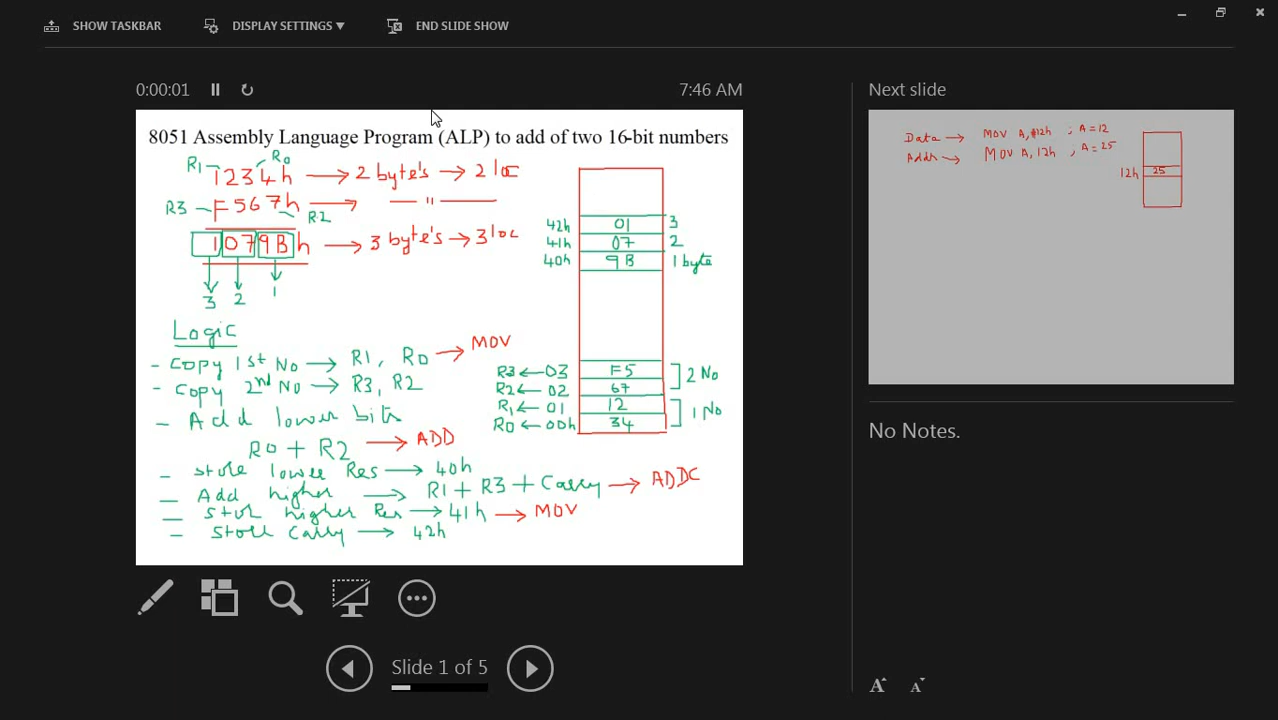 SHOW TASKBAR
DISPLAY SETTINGS ▼
END SLIDE SHOW
0:00:01
7:46 AM
Next slide
8051 Assembly Language Program (ALP) to add of two 16-bit numbers
R1 R0
1234h → 2 byte's → 2 loc
R3 F567h → — " —
R2
1079Bh → 3 byte's → 3 loc
3 2 1
42h 01 3
41h 07 2
40h 9B 1 byte
Logic
- Copy 1st No → R1, R0 → MOV
- Copy 2nd No → R3, R2
- Add lower bits
R0 + R2 → ADD
- Store lower Res → 40h
- Add higher → R1 + R3 + Carry → ADDC
- Stor higher Res → 41h → MOV
- Store Carry → 42h
R3 ← 03 F5
R2 ← 02 67
2 No
R1 ← 01 12
R0 ← 00h 34
1 No
Data → MOV A, #12h ; A = 12
Addr → MOV A, 12h ; A = 25
12h 25
No Notes.
Slide 1 of 5
A A